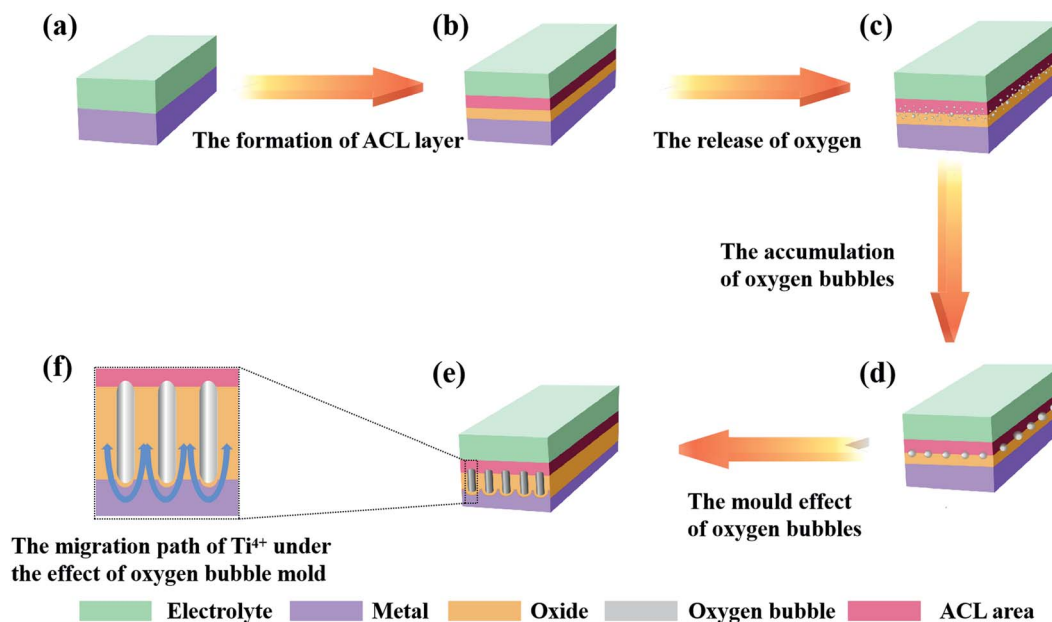 (a)
(b)
(c)
The formation of ACL layer
The release of oxygen
The accumulation
of oxygen bubbles
(f)
(e)
(d)
The mould effect
of oxygen bubbles
The migration path of Ti⁴⁺ under
the effect of oxygen bubble mold
Electrolyte
Metal
Oxide
Oxygen bubble
ACL area